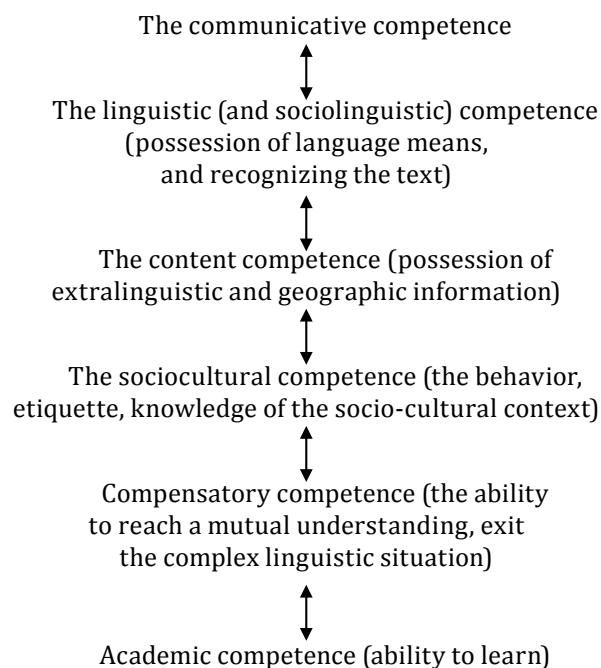 The communicative competence
The linguistic (and sociolinguistic) competence
(possession of language means,
and recognizing the text)
The content competence (possession of
extralinguistic and geographic information)
The sociocultural competence (the behavior,
etiquette, knowledge of the socio-cultural context)
Compensatory competence (the ability
to reach a mutual understanding, exit
the complex linguistic situation)
Academic competence (ability to learn)